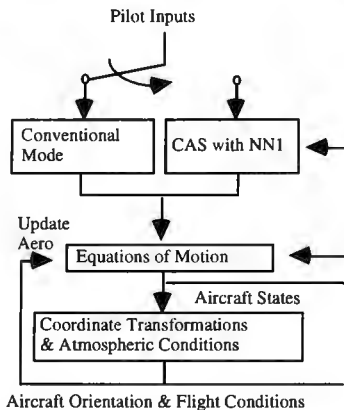 Pilot Inputs
Conventional
Mode
CAS with NN1
Update
Aero
Equations of Motion
Aircraft States
Coordinate Transformations
& Atmospheric Conditions
Aircraft Orientation & Flight Conditions